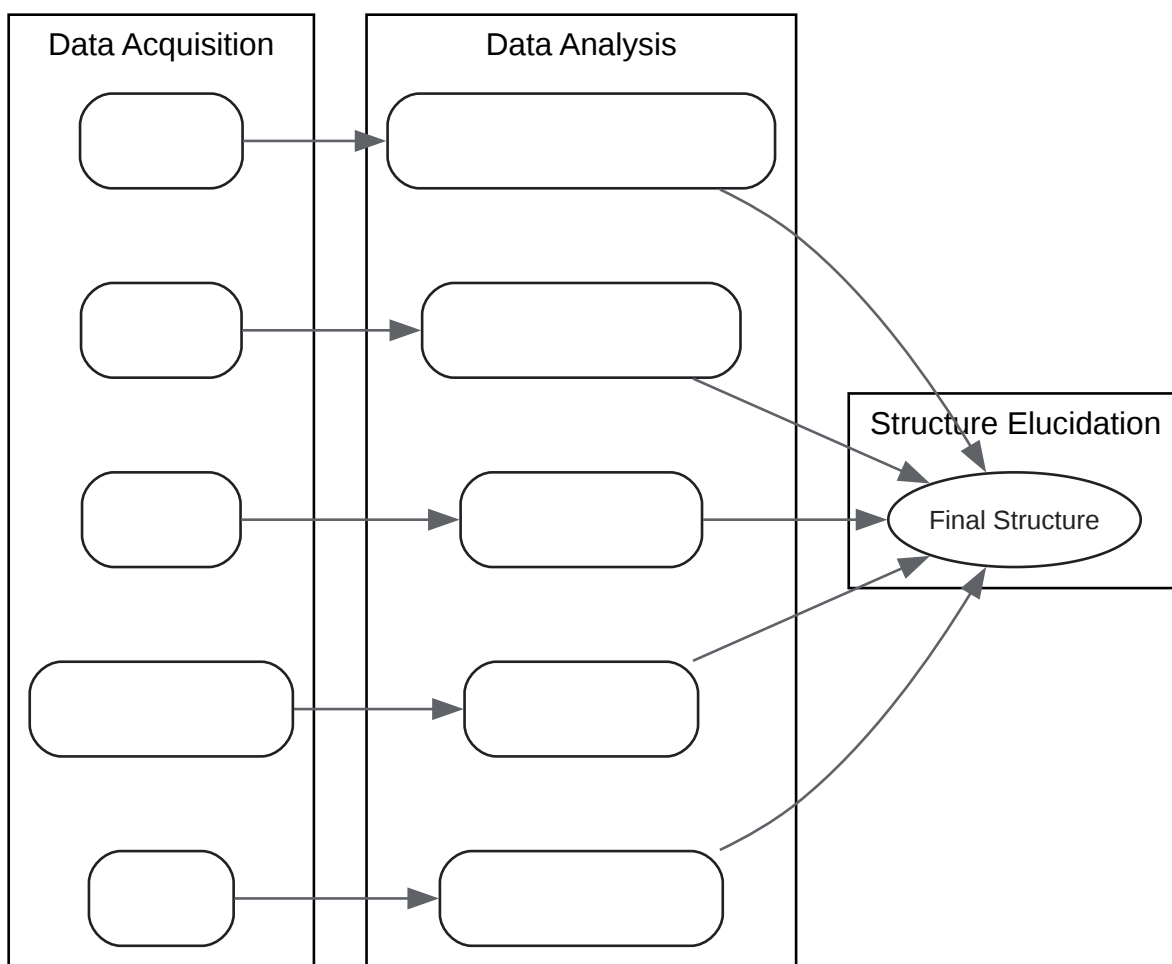 Data Acquisition
Data Analysis
Structure Elucidation
Final Structure